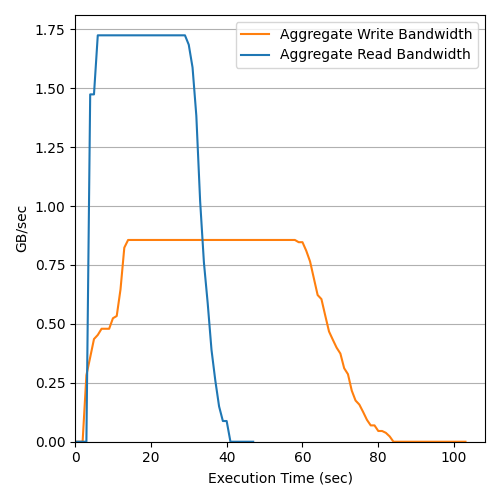 Aggregate Write Bandwidth
Aggregate Read Bandwidth
1.75
1.50
1.25
1.00
0.75
0.50
0.25
0.00
GB/sec
0 20 40 60 80 100
Execution Time (sec)